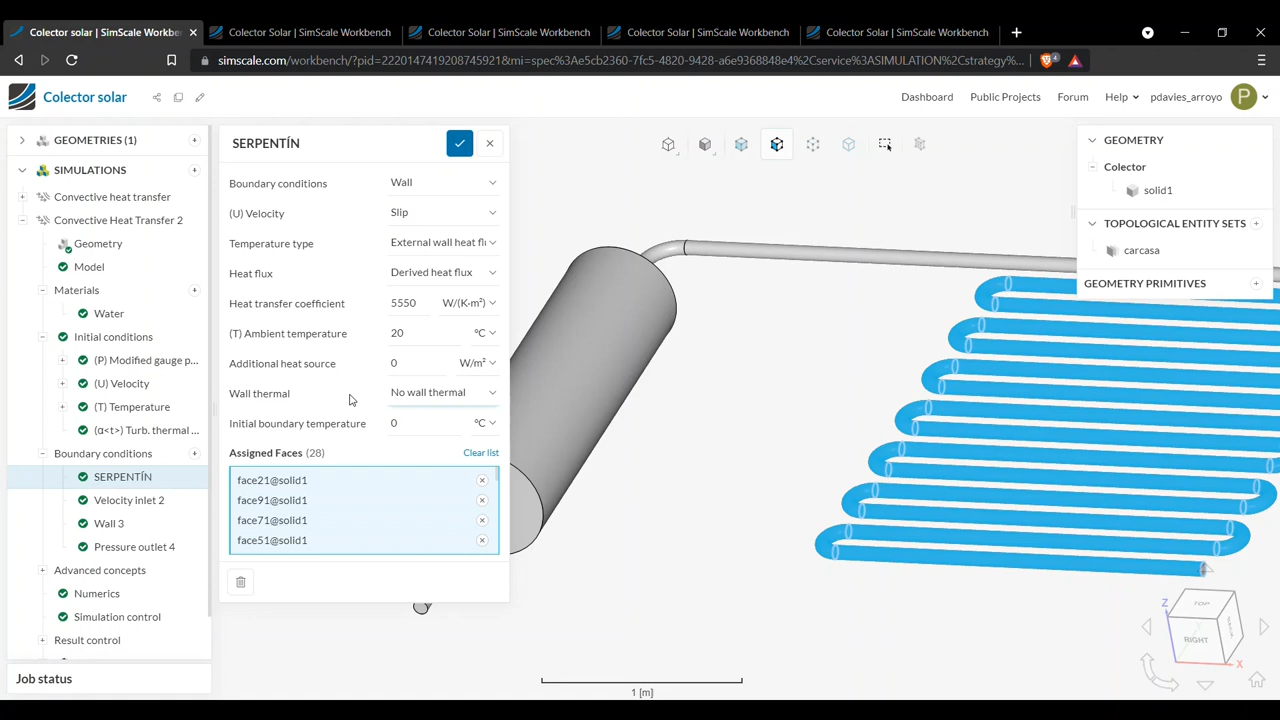 Colector solar | SimScale Workbe
Colector Solar | SimScale Workbench
Colector Solar | SimScale Workbench
Colector Solar | SimScale Workbench
Colector Solar | SimScale Workbench
simscale.com/workbench/?pid=2220147419208745921&mi=spec%3Ae5cb2360-7fc5-4820-9428-a6e9368848e4%2Cservice%3ASIMULATION%2Cstrategy%...
4
Colector solar
Dashboard
Public Projects
Forum
Help
pdavies_arroyo
P
GEOMETRIES (1)
SIMULATIONS
Convective heat transfer
Convective Heat Transfer 2
Geometry
Model
Materials
Water
Initial conditions
(P) Modified gauge p...
(U) Velocity
(T) Temperature
(α<t>) Turb. thermal ...
Boundary conditions
SERPENTÍN
Velocity inlet 2
Wall 3
Pressure outlet 4
Advanced concepts
Numerics
Simulation control
Result control
Job status
SERPENTÍN
Boundary conditions Wall
(U) Velocity Slip
Temperature type External wall heat flu
Heat flux Derived heat flux
Heat transfer coefficient 5550 W/(K·m²)
(T) Ambient temperature 20 °C
Additional heat source 0 W/m²
Wall thermal No wall thermal
Initial boundary temperature 0 °C
Assigned Faces (28) Clear list
face21@solid1
face91@solid1
face71@solid1
face51@solid1
GEOMETRY
Colector
solid1
TOPOLOGICAL ENTITY SETS
carcasa
GEOMETRY PRIMITIVES
1 [m]
Z
TOP
RIGHT
X